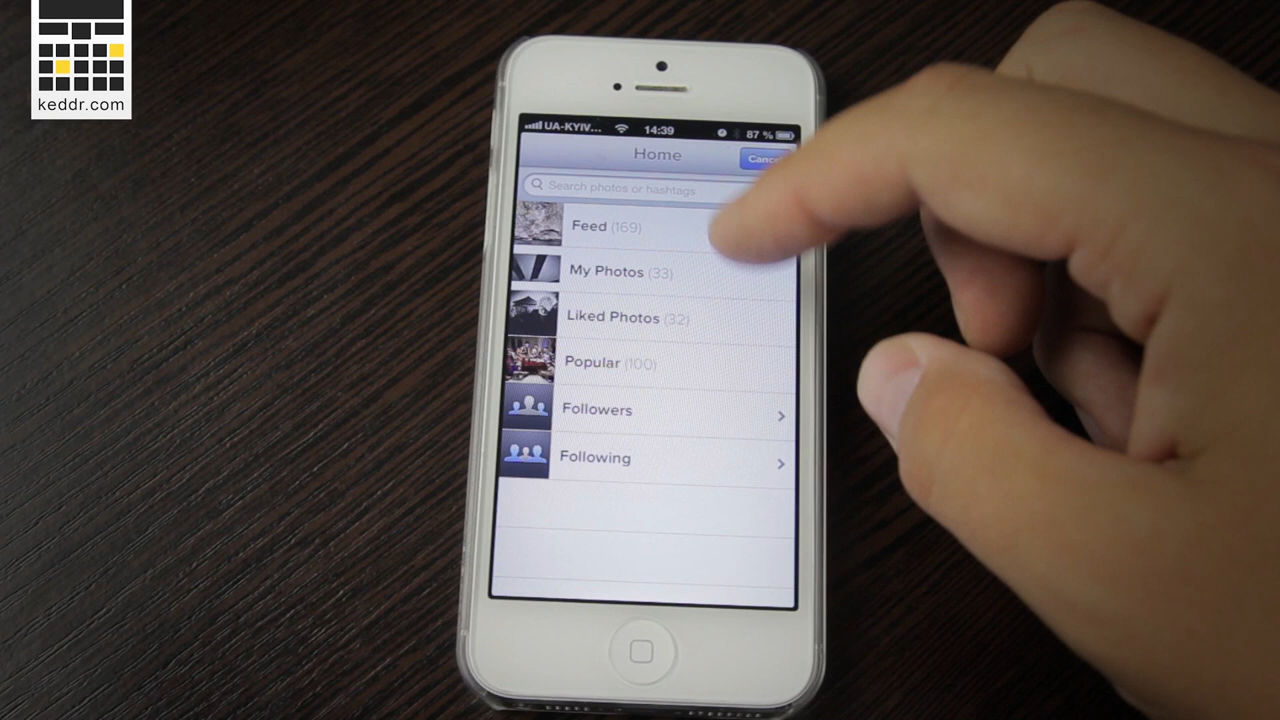 keddr.com
UA-KYIV... 14:39 87 %
Home
Search photos or hashtags
Feed (169)
My Photos (33)
Liked Photos (32)
Popular (100)
Followers
Following